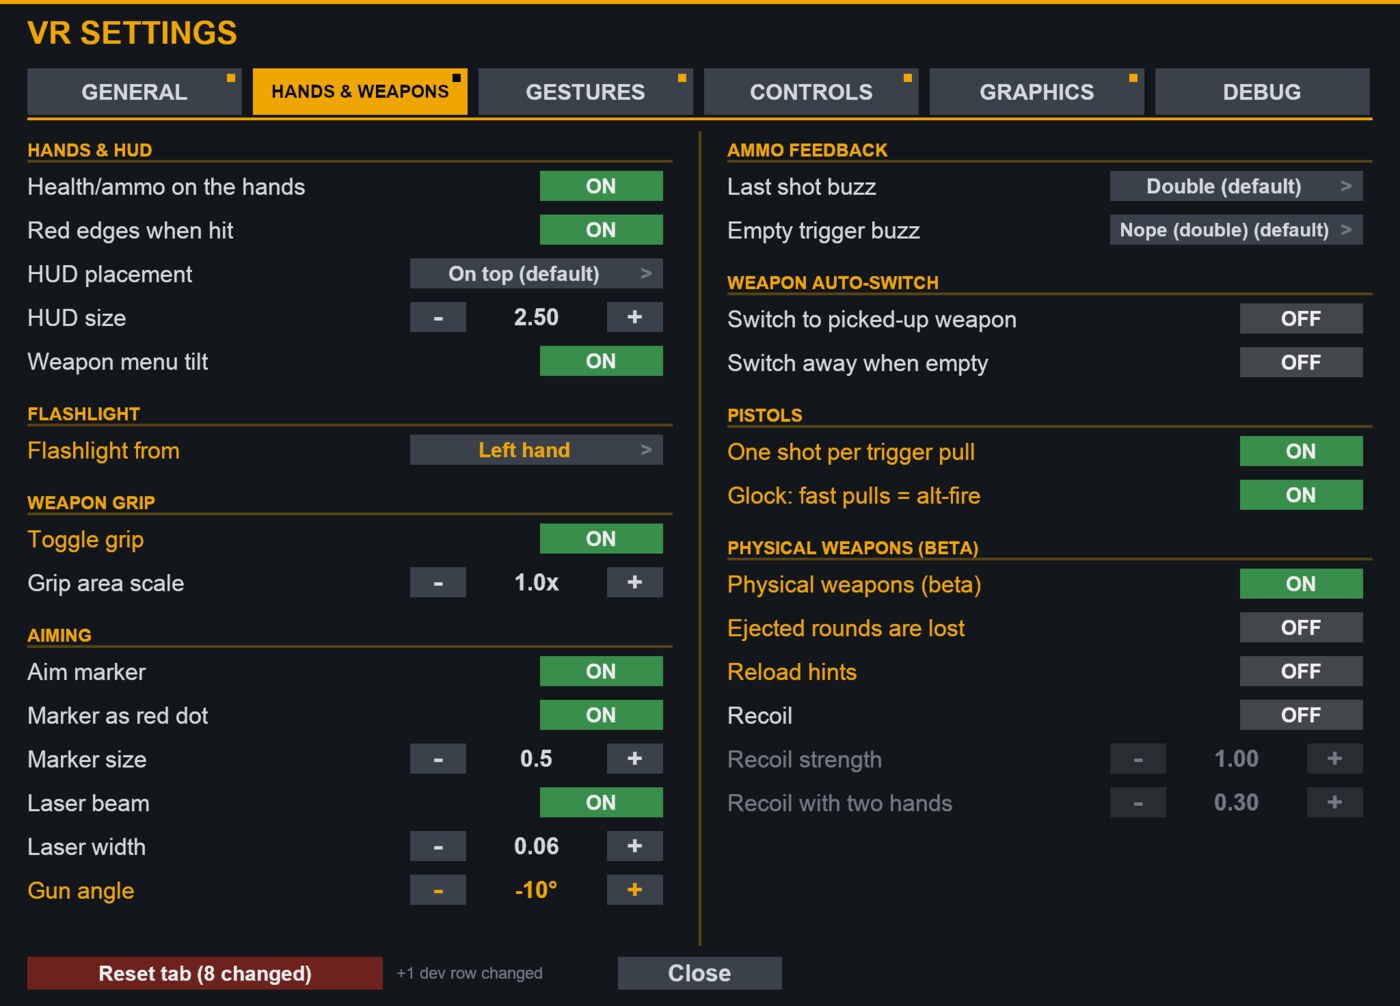 VR SETTINGS
GENERAL
HANDS & WEAPONS
GESTURES
CONTROLS
GRAPHICS
DEBUG
HANDS & HUD
Health/ammo on the hands ON
Red edges when hit ON
HUD placement On top (default) >
HUD size - 2.50 +
Weapon menu tilt ON
FLASHLIGHT
Flashlight from Left hand >
WEAPON GRIP
Toggle grip ON
Grip area scale - 1.0x +
AIMING
Aim marker ON
Marker as red dot ON
Marker size - 0.5 +
Laser beam ON
Laser width - 0.06 +
Gun angle - -10° +
AMMO FEEDBACK
Last shot buzz Double (default) >
Empty trigger buzz Nope (double) (default) >
WEAPON AUTO-SWITCH
Switch to picked-up weapon OFF
Switch away when empty OFF
PISTOLS
One shot per trigger pull ON
Glock: fast pulls = alt-fire ON
PHYSICAL WEAPONS (BETA)
Physical weapons (beta) ON
Ejected rounds are lost OFF
Reload hints OFF
Recoil OFF
Recoil strength - 1.00 +
Recoil with two hands - 0.30 +
Reset tab (8 changed) +1 dev row changed Close